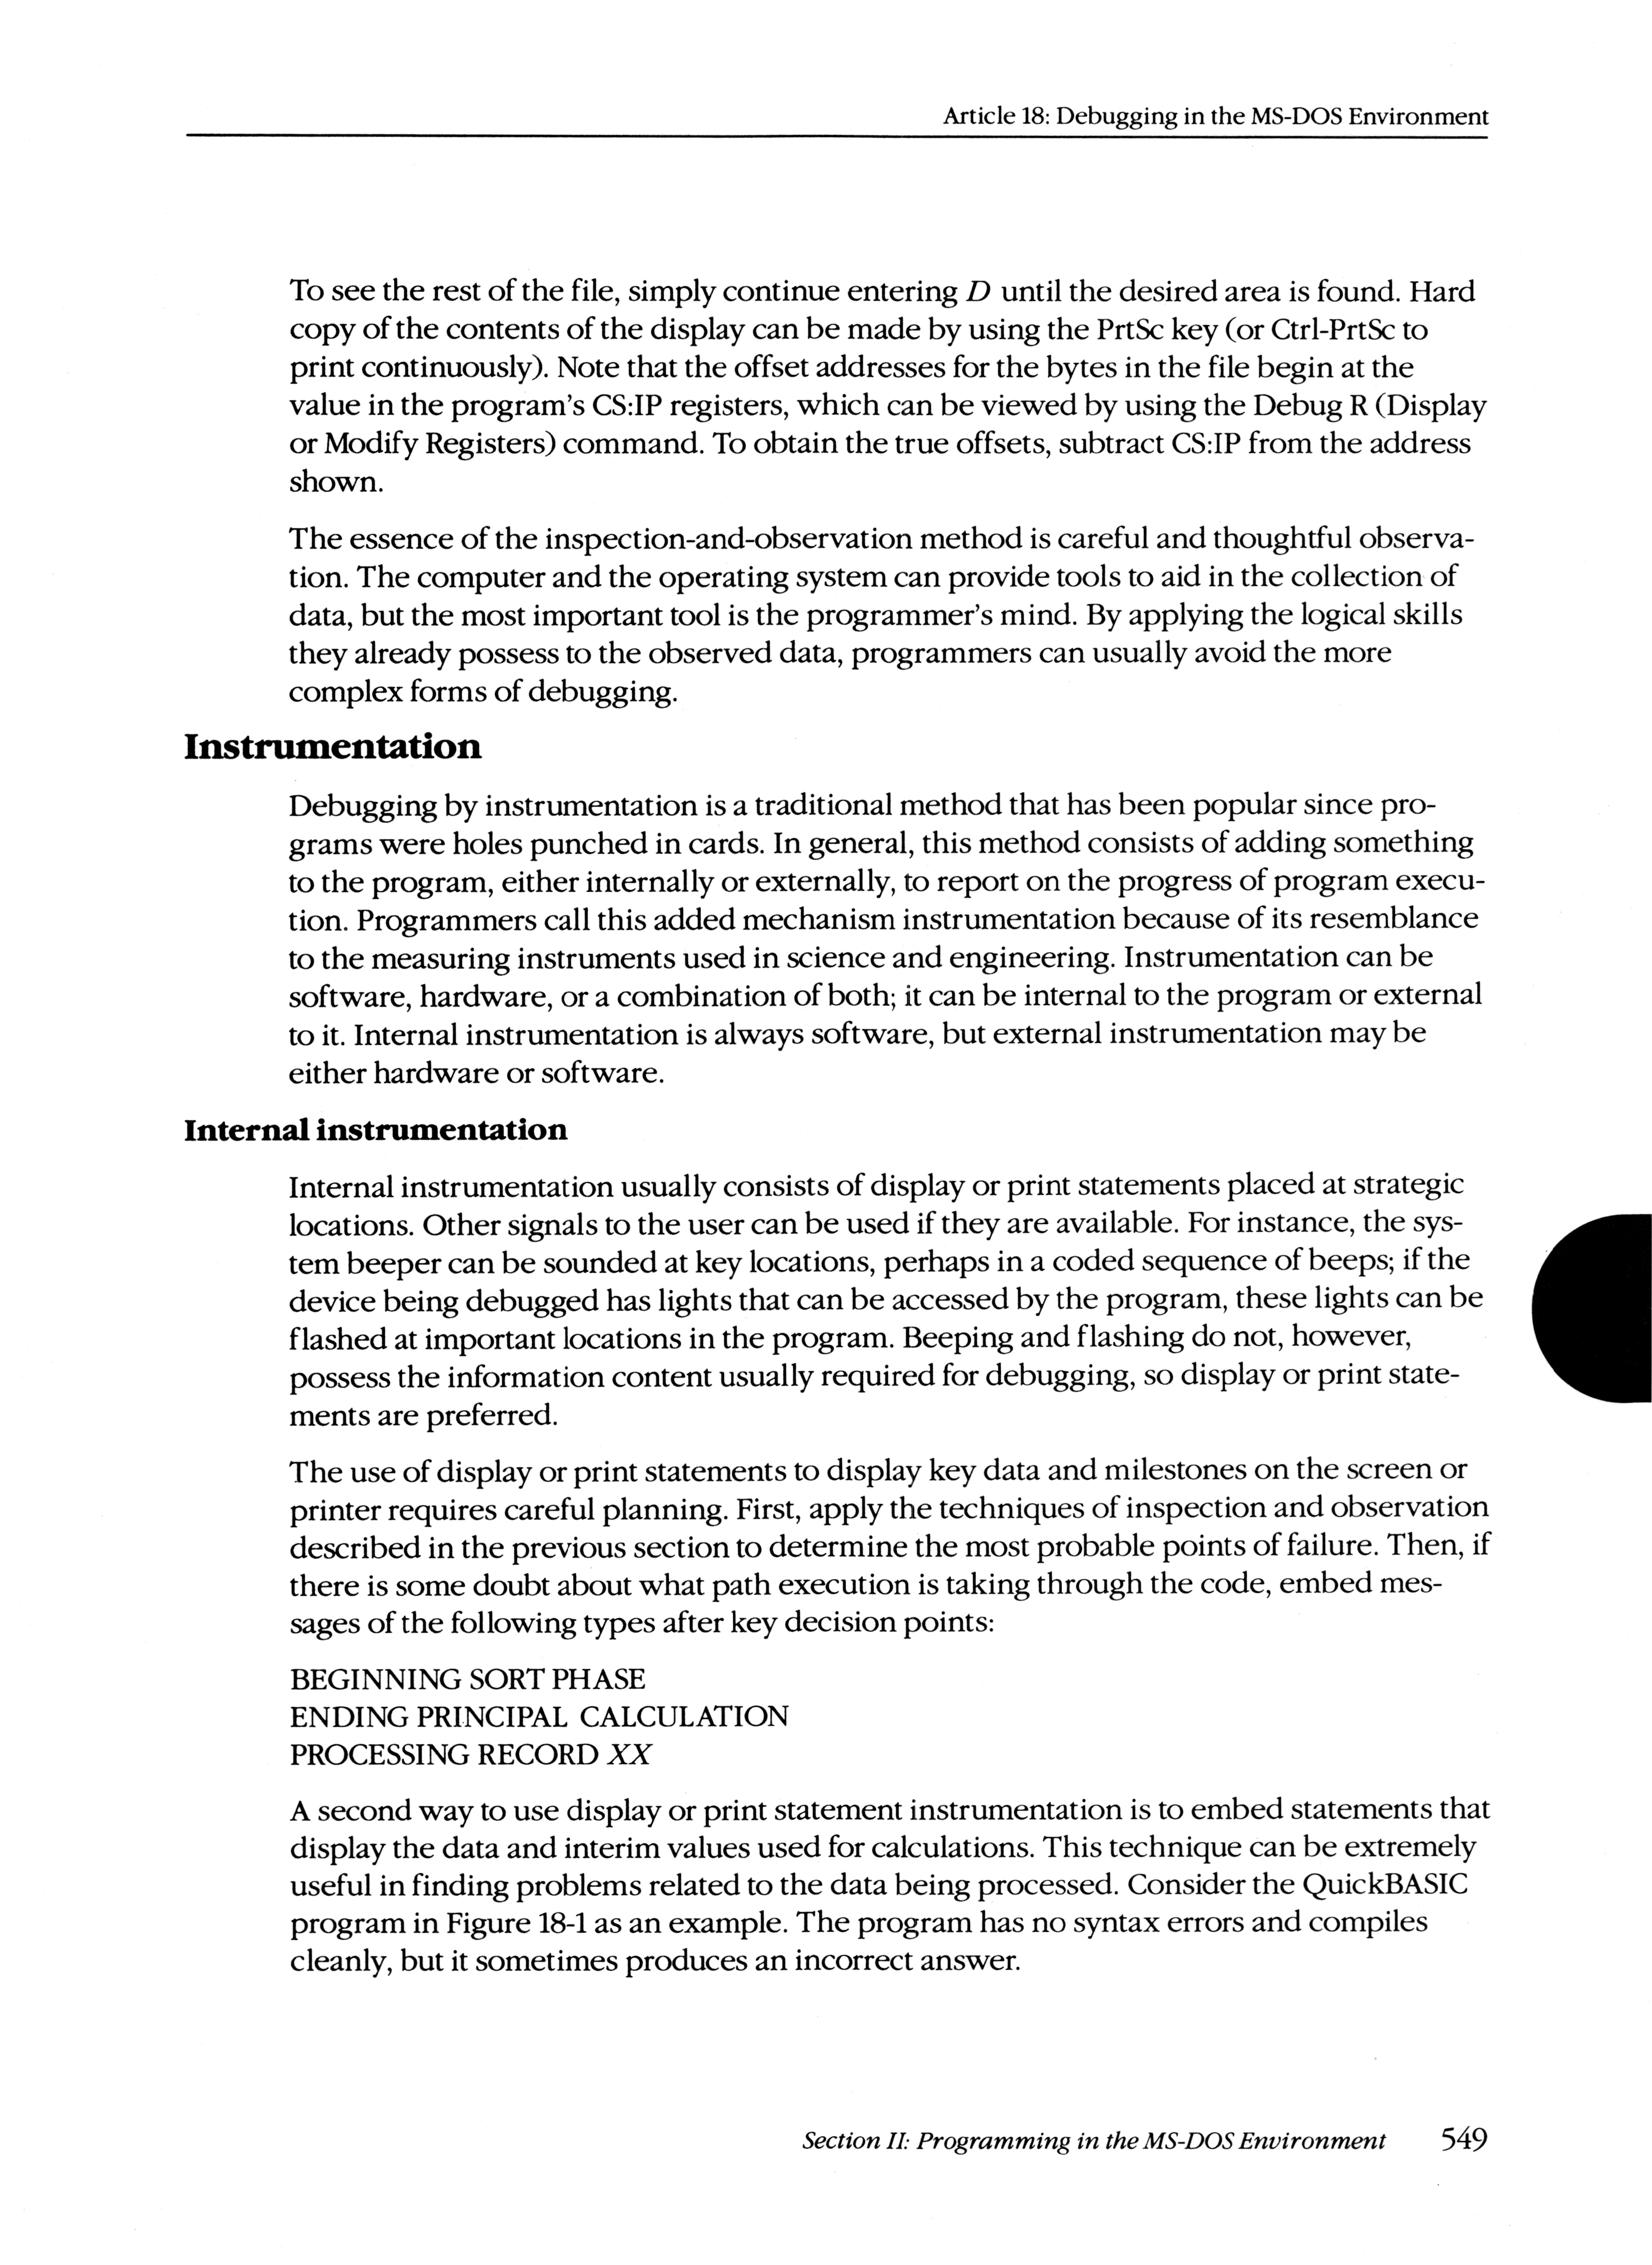 Article 18: Debugging in the MS-DOS Environment
To see the rest of the file, simply continue entering D until the desired area is found. Hard
copy of the contents of the display can be made by using the PrtSc key (or Ctrl-PrtSc to
print continuously). Note that the offset addresses for the bytes in the file begin at the
value in the program's CS:IP registers, which can be viewed by using the Debug R (Display
or Modify Registers) command. To obtain the true offsets, subtract CS:IP from the address
shown.
The essence of the inspection-and-observation method is careful and thoughtful observa-
tion. The computer and the operating system can provide tools to aid in the collection of
data, but the most important tool is the programmer's mind. By applying the logical skills
they already possess to the observed data, programmers can usually avoid the more
complex forms of debugging.
Instrumentation
Debugging by instrumentation is a traditional method that has been popular since pro-
grams were holes punched in cards. In general, this method consists of adding something
to the program, either internally or externally, to report on the progress of program execu-
tion. Programmers call this added mechanism instrumentation because of its resemblance
to the measuring instruments used in science and engineering. Instrumentation can be
software, hardware, or a combination of both; it can be internal to the program or external
to it. Internal instrumentation is always software, but external instrumentation may be
either hardware or software.
Internal instrumentation
Internal instrumentation usually consists of display or print statements placed at strategic
locations. Other signals to the user can be used if they are available. For instance, the sys-
tem beeper can be sounded at key locations, perhaps in a coded sequence of beeps; if the
device being debugged has lights that can be accessed by the program, these lights can be
flashed at important locations in the program. Beeping and flashing do not, however,
possess the information content usually required for debugging, so display or print state-
ments are preferred.
The use of display or print statements to display key data and milestones on the screen or
printer requires careful planning. First, apply the techniques of inspection and observation
described in the previous section to determine the most probable points of failure. Then, if
there is some doubt about what path execution is taking through the code, embed mes-
sages of the following types after key decision points:
BEGINNING SORT PHASE
ENDING PRINCIPAL CALCULATION
PROCESSING RECORD XX
A second way to use display or print statement instrumentation is to embed statements that
display the data and interim values used for calculations. This technique can be extremely
useful in finding problems related to the data being processed. Consider the QuickBASIC
program in Figure 18-1 as an example. The program has no syntax errors and compiles
cleanly, but it sometimes produces an incorrect answer.
Section II: Programming in the MS-DOS Environment 549